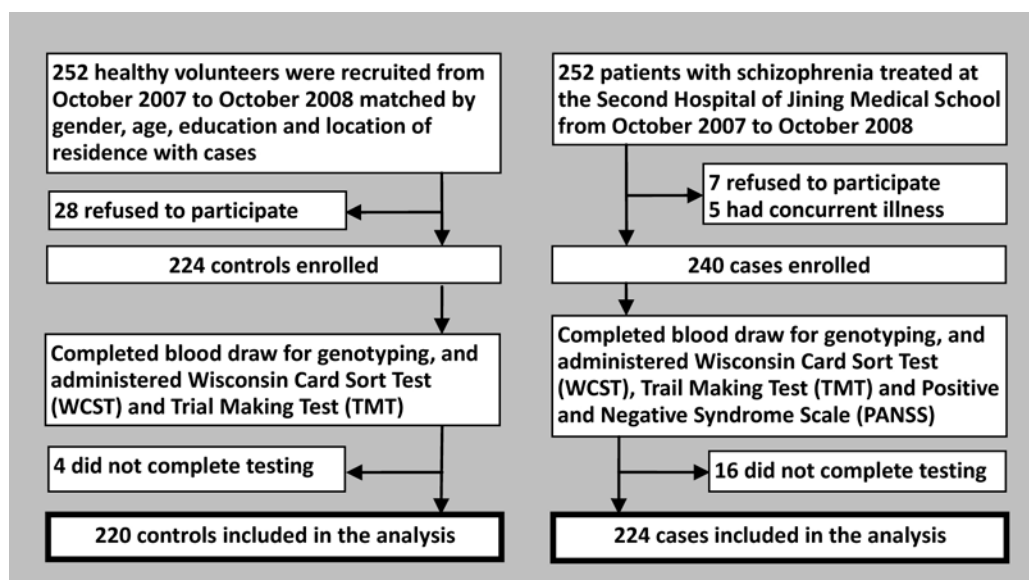 252 healthy volunteers were recruited from
October 2007 to October 2008 matched by
gender, age, education and location of
residence with cases
28 refused to participate
224 controls enrolled
Completed blood draw for genotyping, and
administered Wisconsin Card Sort Test
(WCST) and Trial Making Test (TMT)
4 did not complete testing
220 controls included in the analysis
252 patients with schizophrenia treated at
the Second Hospital of Jining Medical School
from October 2007 to October 2008
7 refused to participate
5 had concurrent illness
240 cases enrolled
Completed blood draw for genotyping, and
administered Wisconsin Card Sort Test
(WCST), Trail Making Test (TMT) and Positive
and Negative Syndrome Scale (PANSS)
16 did not complete testing
224 cases included in the analysis